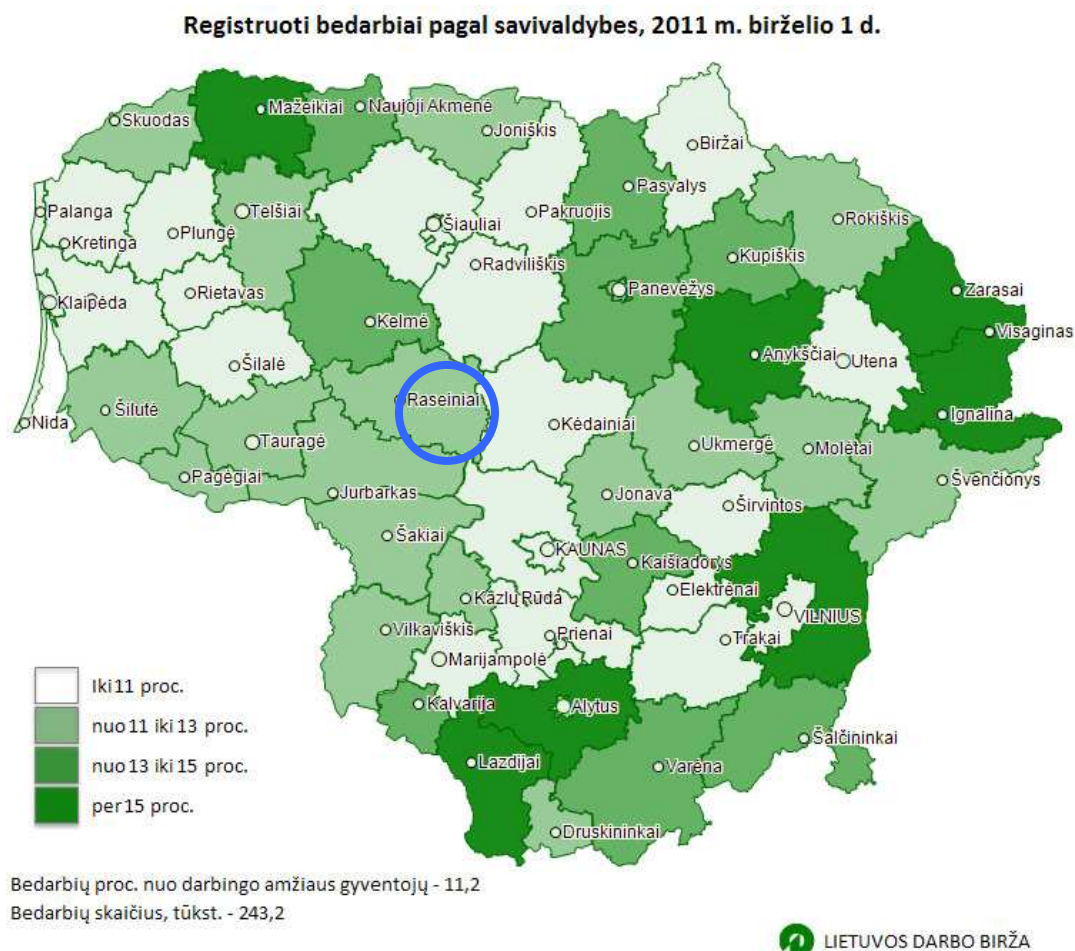 Registruoti bedarbiai pagal savivaldybes, 2011 m. birželio 1 d.
Skuodas
Mažeikiai
Naujoji Akmenė
Joniškis
Biržai
Pasvalys
Palanga
Telšiai
Pakruojis
Rokiškis
Kretinga
Plungė
Šiauliai
Kupiškis
Radviliškis
Klaipėda
Rietavas
Panevėžys
Zarasai
Kelmė
Visaginas
Anykščiai
Utena
Šilalė
Raseiniai
Šilutė
Nida
Kėdainiai
Ignalina
Tauragė
Ukmergė
Molėtai
Pagėgiai
Jurbarkas
Jonava
Švenčionys
Širvintos
Šakiai
KAUNAS
Kaišiadorys
Elektrėnai
Kazlų Rūda
VILNIUS
Vilkaviškis
Prienai
Trakai
Marijampolė
Kalvarija
Alytus
Šalčininkai
Lazdijai
Varėna
Druskininkai
Iki 11 proc.
nuo 11 iki 13 proc.
nuo 13 iki 15 proc.
per 15 proc.
Bedarbių proc. nuo darbingo amžiaus gyventojų - 11,2
Bedarbių skaičius, tūkst. - 243,2
LIETUVOS DARBO BIRŽA